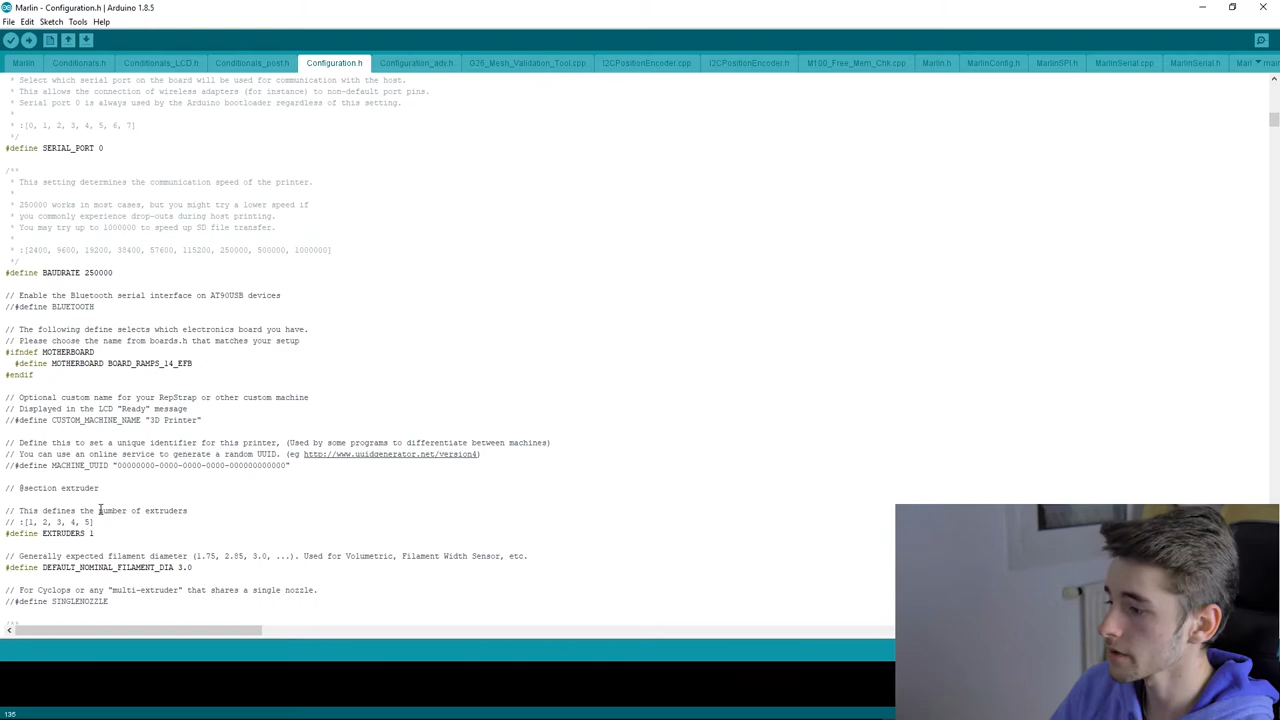 Marlin - Configuration.h | Arduino 1.8.5
File Edit Sketch Tools Help
Marlin Conditionals.h Conditionals_LCD.h Conditionals_post.h Configuration.h Configuration_adv.h G26_Mesh_Validation_Tool.cpp I2CPositionEncoder.cpp I2CPositionEncoder.h M100_Free_Mem_Chk.cpp Marlin.h MarlinConfig.h MarlinSPI.h MarlinSerial.cpp MarlinSerial.h Marl main
* Select which serial port on the board will be used for communication with the host.
* This allows the connection of wireless adapters (for instance) to non-default port pins.
* Serial port 0 is always used by the Arduino bootloader regardless of this setting.
*
* :[0, 1, 2, 3, 4, 5, 6, 7]
*/
#define SERIAL_PORT 0
/**
* This setting determines the communication speed of the printer.
*
* 250000 works in most cases, but you might try a lower speed if
* you commonly experience drop-outs during host printing.
* You may try up to 1000000 to speed up SD file transfer.
*
* :[2400, 9600, 19200, 38400, 57600, 115200, 250000, 500000, 1000000]
*/
#define BAUDRATE 250000
// Enable the Bluetooth serial interface on AT90USB devices
//#define BLUETOOTH
// The following define selects which electronics board you have.
// Please choose the name from boards.h that matches your setup
#ifndef MOTHERBOARD
#define MOTHERBOARD BOARD_RAMPS_14_EFB
#endif
// Optional custom name for your RepStrap or other custom machine
// Displayed in the LCD "Ready" message
//#define CUSTOM_MACHINE_NAME "3D Printer"
// Define this to set a unique identifier for this printer, (Used by some programs to differentiate between machines)
// You can use an online service to generate a random UUID. (eg http://www.uuidgenerator.net/version4)
//#define MACHINE_UUID "00000000-0000-0000-0000-000000000000"
// @section extruder
// This defines the number of extruders
// :[1, 2, 3, 4, 5]
#define EXTRUDERS 1
// Generally expected filament diameter (1.75, 2.85, 3.0, ...). Used for Volumetric, Filament Width Sensor, etc.
#define DEFAULT_NOMINAL_FILAMENT_DIA 3.0
// For Cyclops or any "multi-extruder" that shares a single nozzle.
//#define SINGLENOZZLE
/**
136